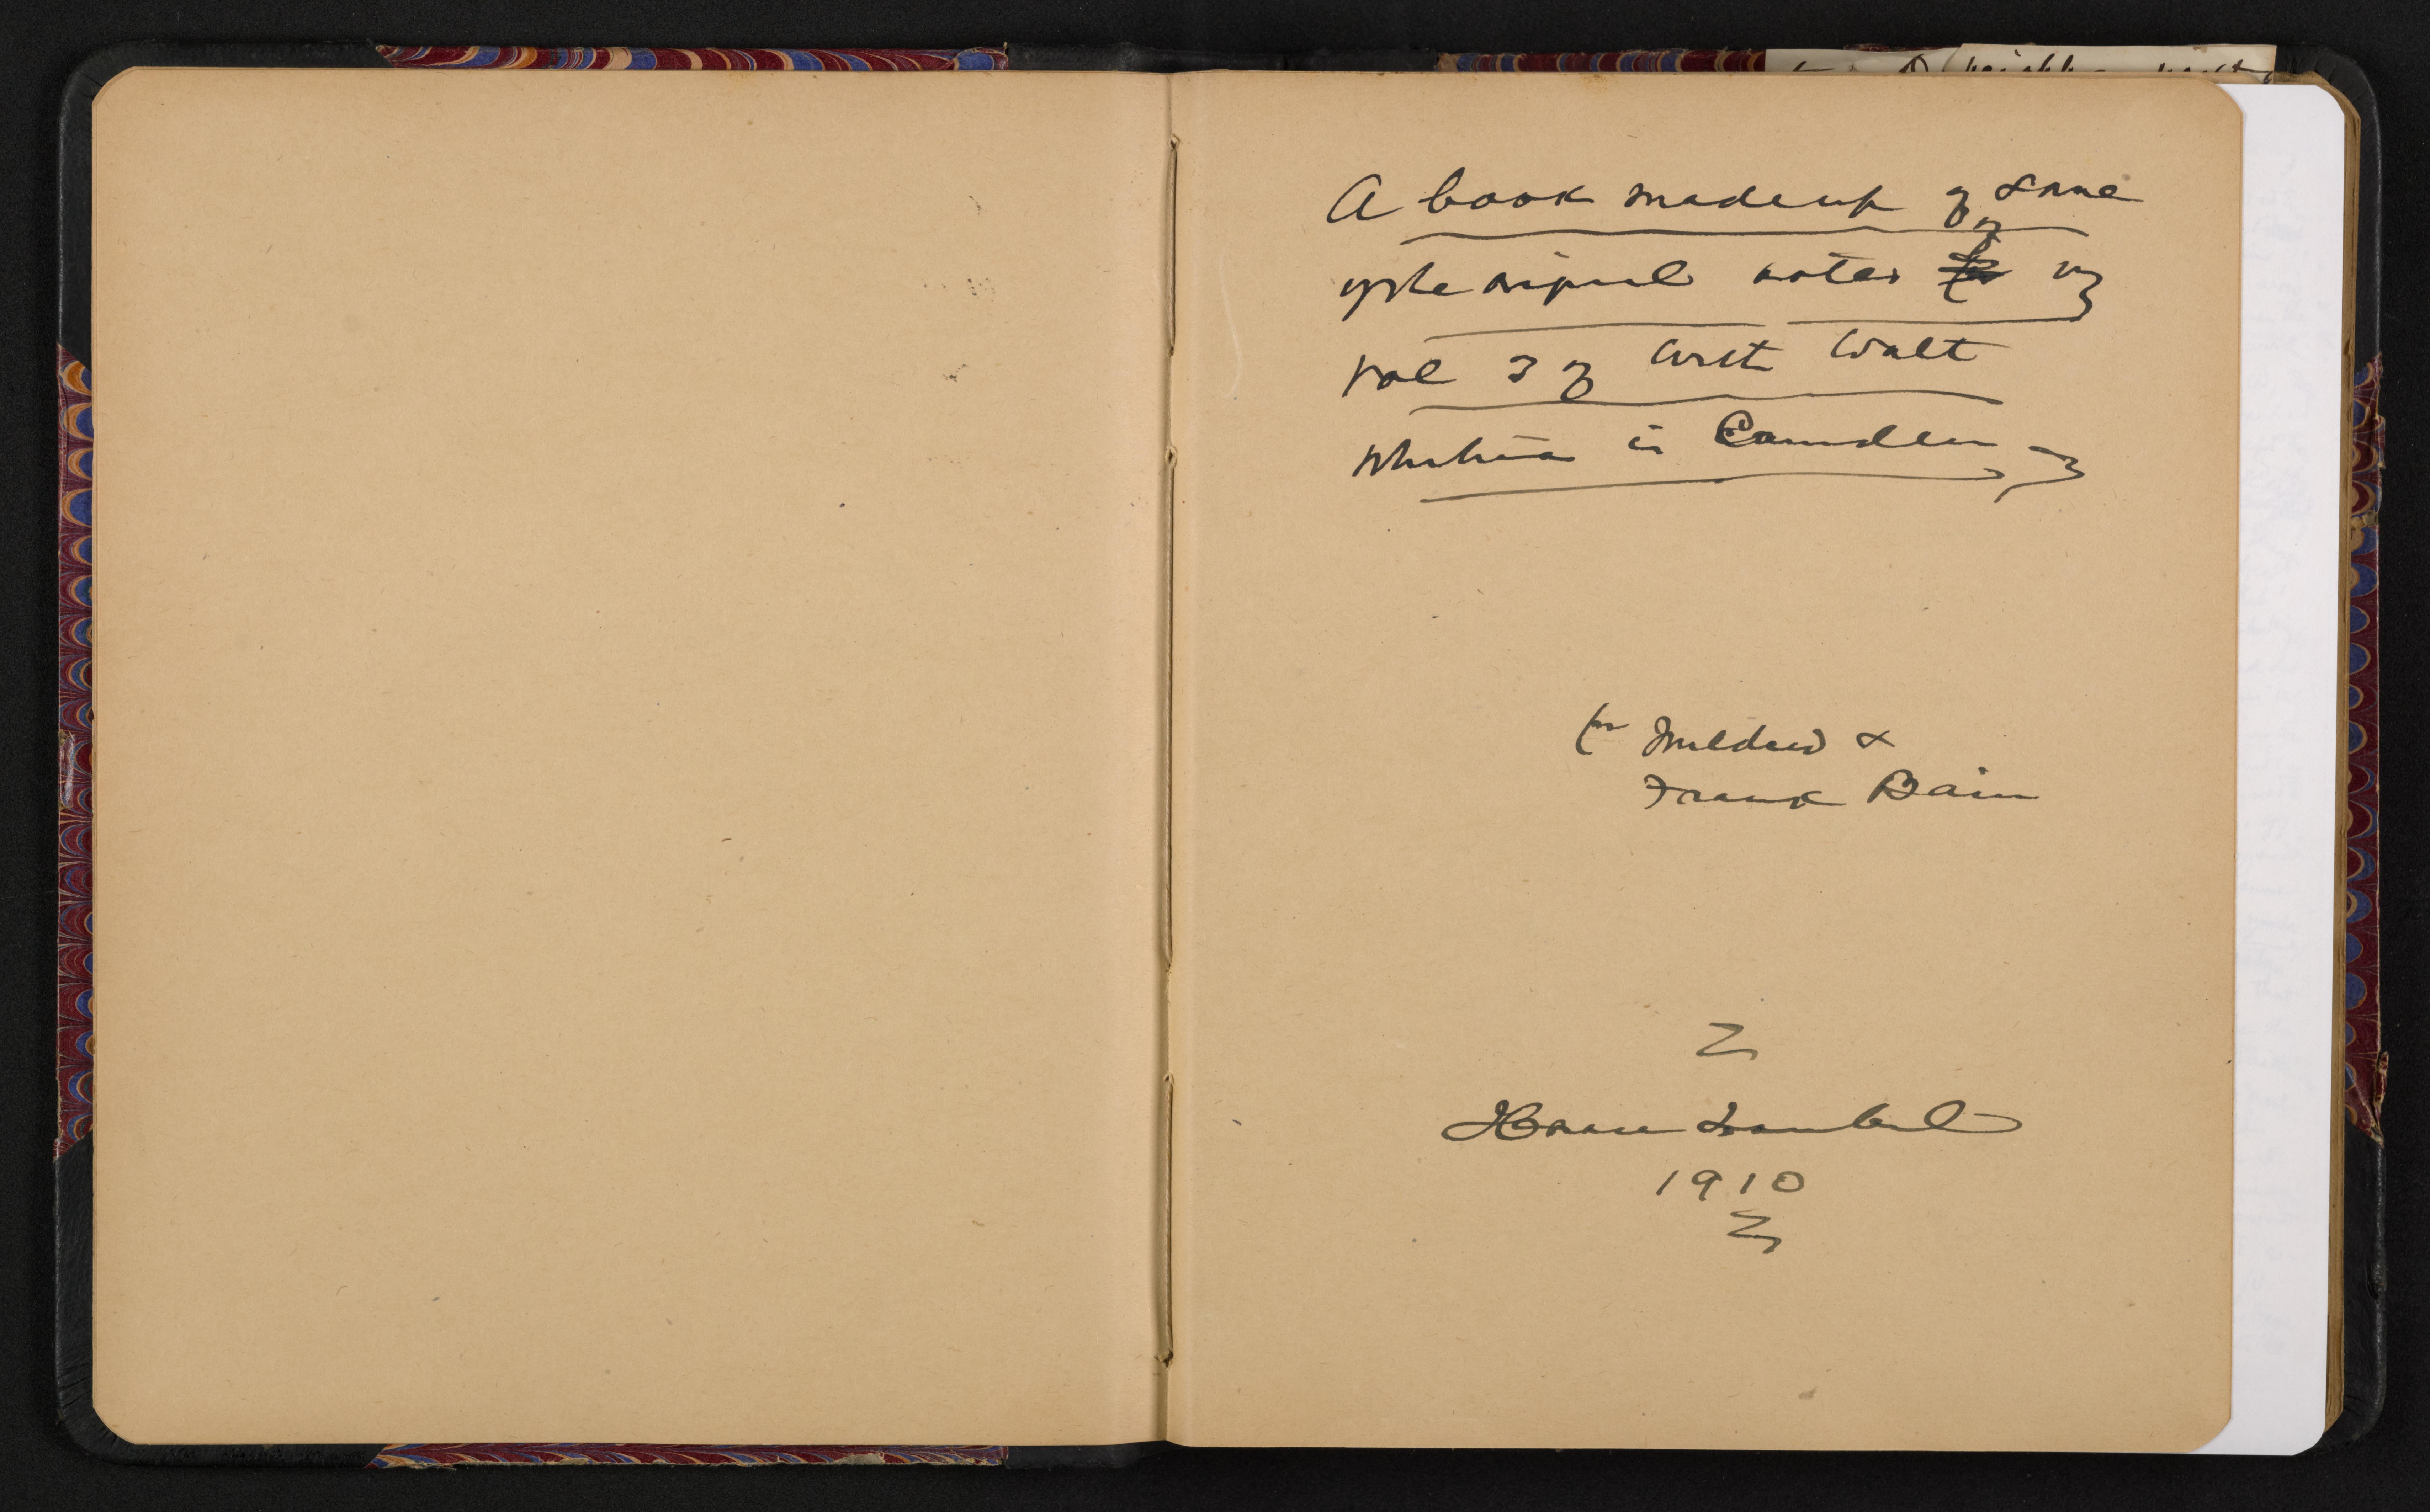 A book made up of some
of the original notes of
vol 3 of With Walt
Whitman in Camden
for Mildred &
Frank Bain
Horace Traubel
1910